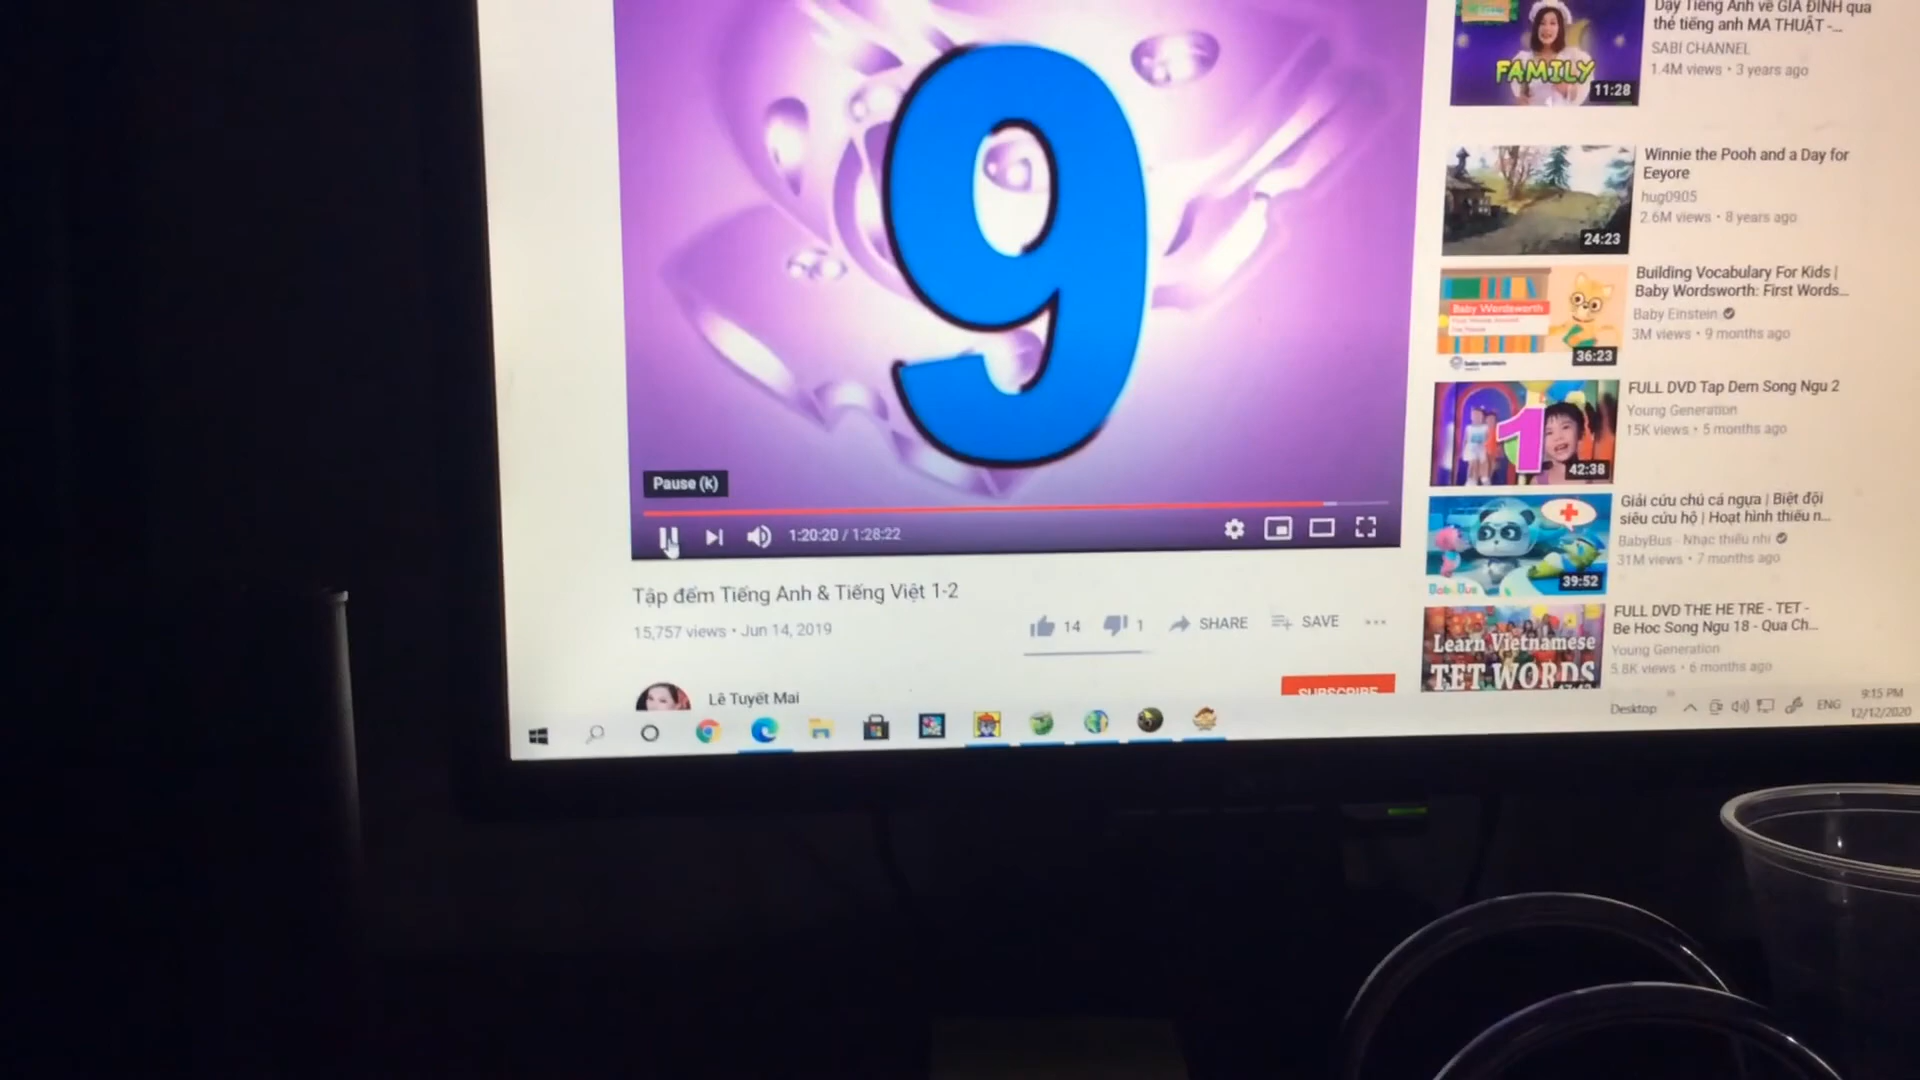 9
Pause (k)
1:20:20 / 1:28:22
Tập đếm Tiếng Anh & Tiếng Việt 1-2
15,757 views • Jun 14, 2019
14
1
SHARE
SAVE
Lê Tuyết Mai
SUBSCRIBE
Dạy Tiếng Anh về GIA ĐÌNH qua
thẻ tiếng anh MA THUẬT -...
SABI CHANNEL
1.4M views • 3 years ago
FAMILY
11:28
Winnie the Pooh and a Day for
Eeyore
hug0905
2.6M views • 8 years ago
24:23
Building Vocabulary For Kids |
Baby Wordsworth: First Words...
Baby Einstein
3M views • 9 months ago
Baby Wordsworth
36:23
FULL DVD Tap Dem Song Ngu 2
Young Generation
15K views • 5 months ago
1
42:38
Giải cứu chú cá ngựa | Biệt đội
siêu cứu hộ | Hoạt hình thiếu n...
BabyBus - Nhạc thiếu nhi
31M views • 7 months ago
BabyBus
39:52
FULL DVD THE HE TRE - TET -
Be Hoc Song Ngu 18 - Qua Ch...
Young Generation
5.8K views • 6 months ago
Learn Vietnamese
TET WORDS
Desktop
ENG
9:15 PM
12/12/2020